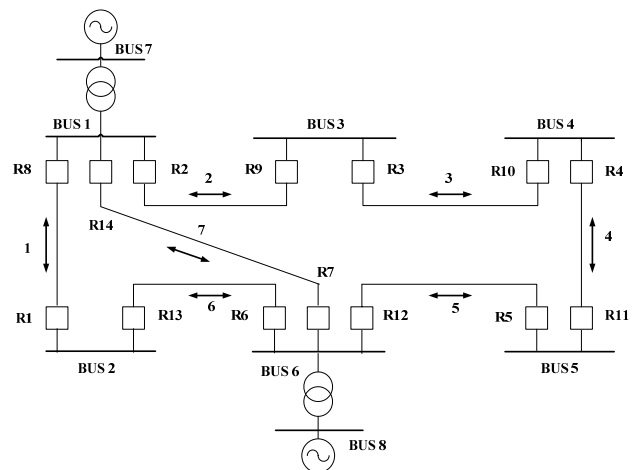 BUS 7
BUS 1
BUS 3
BUS 4
R8
R2
2
R9
R3
3
R10
R4
R14
7
1
4
R7
R1
R13
6
R6
R12
5
R5
R11
BUS 2
BUS 6
BUS 5
BUS 8